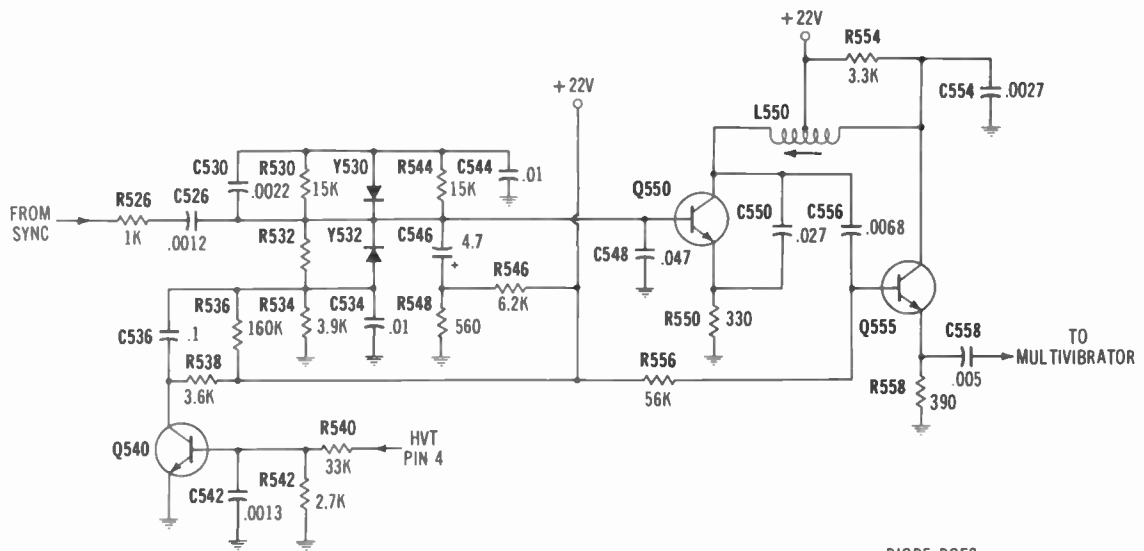 +22V
R554
3.3K
C554
.0027
L550
+22V
C530
.0022
R530
15K
Y530
R544
15K
C544
.01
Q550
C550
.027
C556
.0068
FROM
SYNC
R526
1K
C526
.0012
R532
Y532
C546
4.7
+
C548
.047
R546
6.2K
R550
330
Q555
C536
.1
R536
160K
R534
3.9K
C534
.01
R548
560
C558
.005
TO
MULTIVIBRATOR
R538
3.6K
R556
56K
R558
390
Q540
R540
33K
HVT
PIN 4
C542
.0013
R542
2.7K